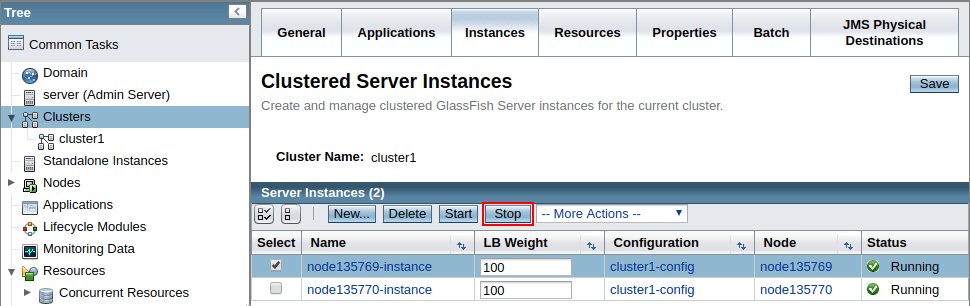 Tree
Common Tasks
Domain
server (Admin Server)
Clusters
cluster1
Standalone Instances
Nodes
Applications
Lifecycle Modules
Monitoring Data
Resources
Concurrent Resources
General Applications Instances Resources Properties Batch JMS Physical
Destinations
Clustered Server Instances
Save
Create and manage clustered GlassFish Server instances for the current cluster.
Cluster Name: cluster1
Server Instances (2)
New... Delete Start Stop -- More Actions --
Select Name LB Weight Configuration Node Status
node135769-instance 100 cluster1-config node135769 Running
node135770-instance 100 cluster1-config node135770 Running